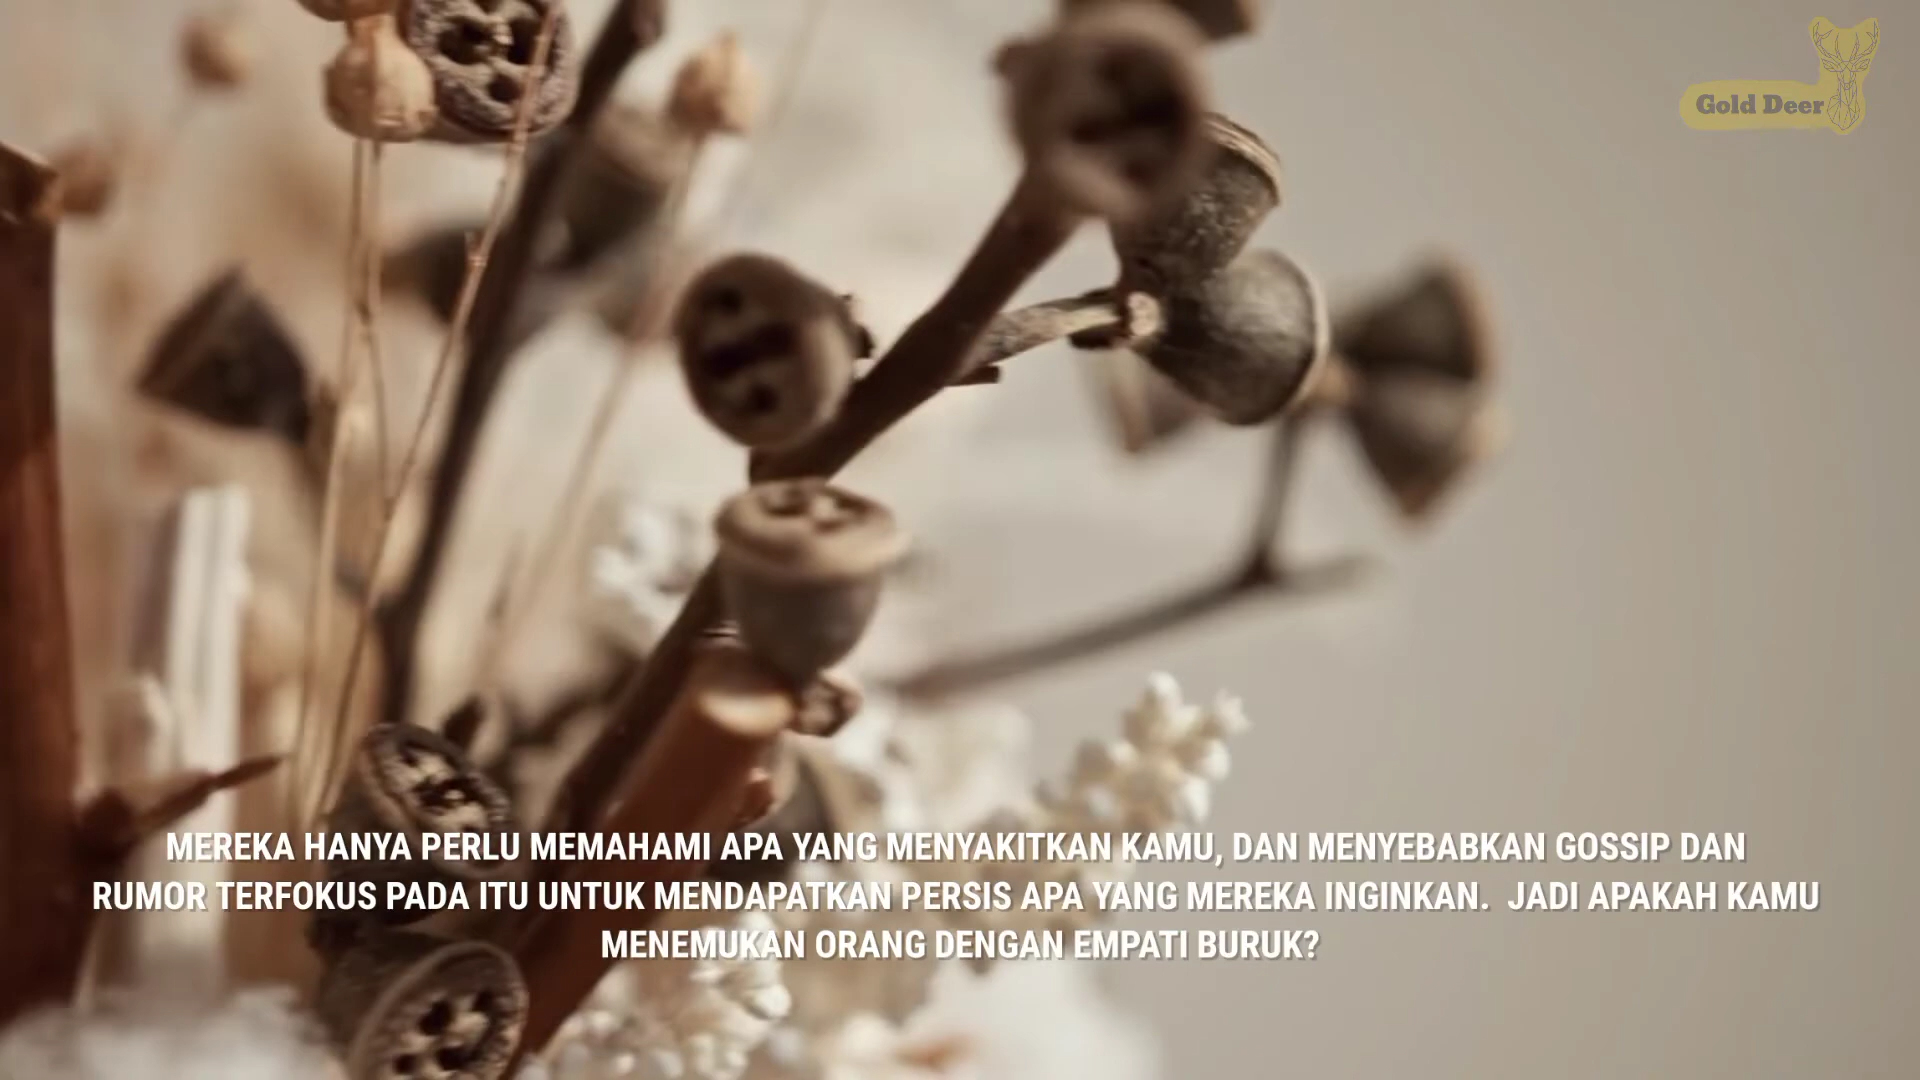 Gold Deer
MEREKA HANYA PERLU MEMAHAMI APA YANG MENYAKITKAN KAMU, DAN MENYEBABKAN GOSSIP DAN
RUMOR TERFOKUS PADA ITU UNTUK MENDAPATKAN PERSIS APA YANG MEREKA INGINKAN.  JADI APAKAH KAMU
MENEMUKAN ORANG DENGAN EMPATI BURUK?